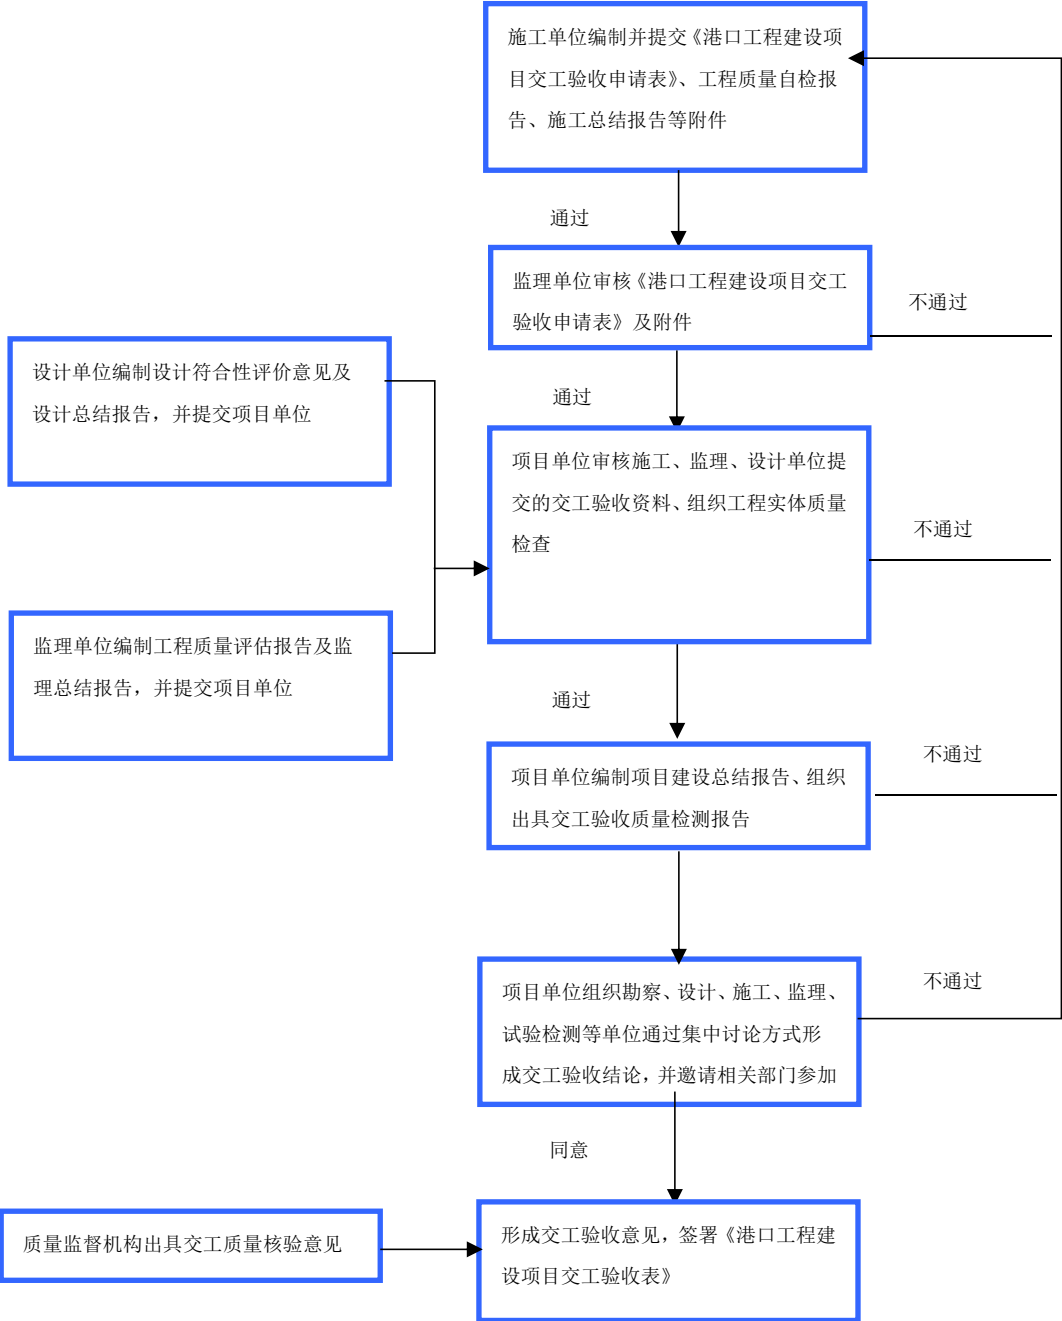 施工单位编制并提交《港口工程建设项
目交工验收申请表》、工程质量自检报
告、施工总结报告等附件
通过
监理单位审核《港口工程建设项目交工
验收申请表》及附件
不通过
设计单位编制设计符合性评价意见及
设计总结报告，并提交项目单位
通过
项目单位审核施工、监理、设计单位提
交的交工验收资料、组织工程实体质量
检查
不通过
监理单位编制工程质量评估报告及监
理总结报告，并提交项目单位
通过
项目单位编制项目建设总结报告、组织
出具交工验收质量检测报告
不通过
项目单位组织勘察、设计、施工、监理、
试验检测等单位通过集中讨论方式形
成交工验收结论，并邀请相关部门参加
不通过
同意
质量监督机构出具交工质量核验意见
形成交工验收意见，签署《港口工程建
设项目交工验收表》